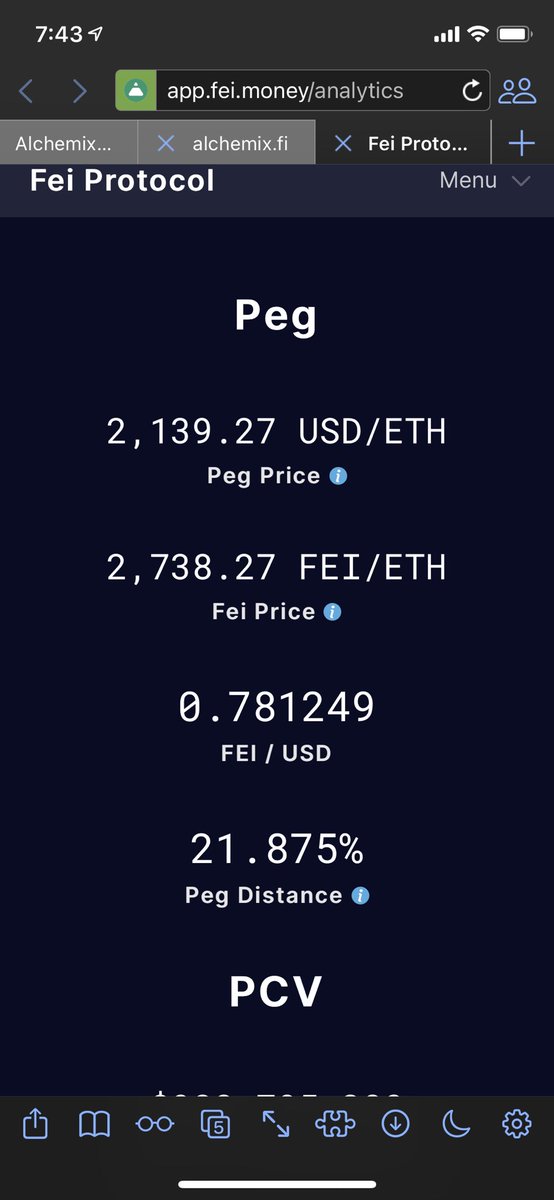 7:43
app.fei.money/analytics
Alchemix...
alchemix.fi
Fei Proto...
Fei Protocol
Menu
Peg
2,139.27 USD/ETH
Peg Price
2,738.27 FEI/ETH
Fei Price
0.781249
FEI / USD
21.875%
Peg Distance
PCV
5